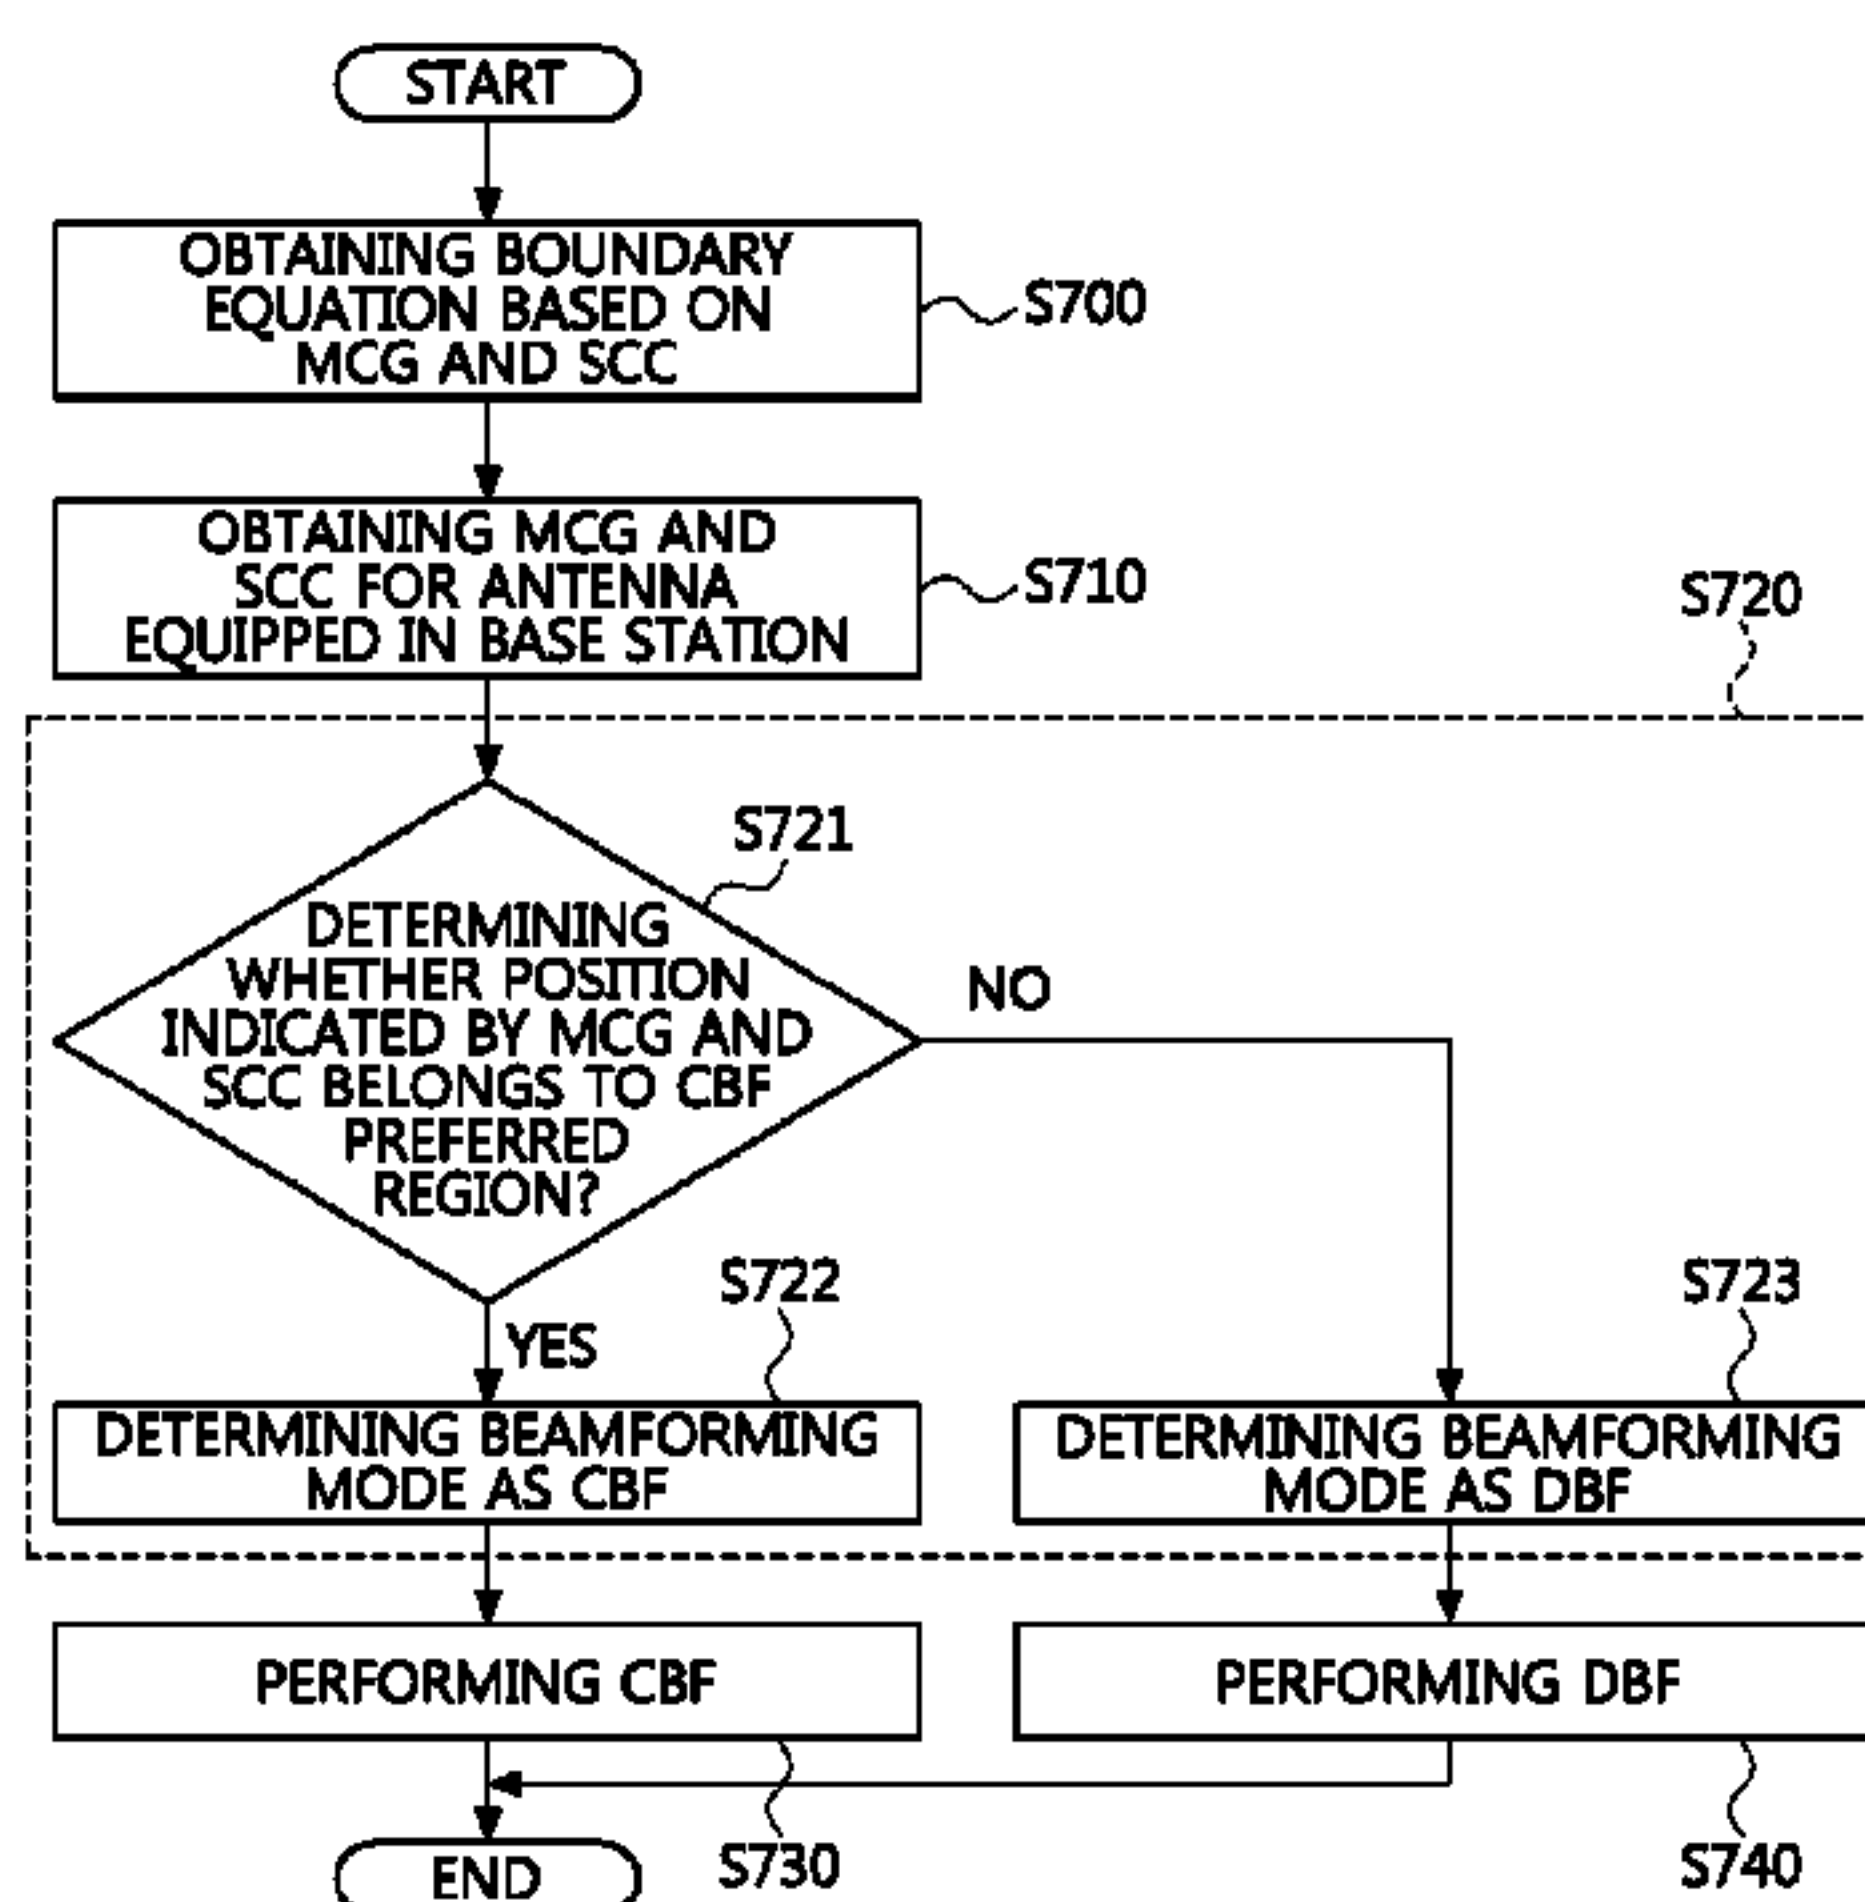 START
OBTAINING BOUNDARY
EQUATION BASED ON
MCG AND SCC
S700
OBTAINING MCG AND
SCC FOR ANTENNA
EQUIPPED IN BASE STATION
S710
S720
S721
DETERMINING
WHETHER POSITION
INDICATED BY MCG AND
SCC BELONGS TO CBF
PREFERRED
REGION?
NO
YES
S722
DETERMINING BEAMFORMING
MODE AS CBF
S723
DETERMINING BEAMFORMING
MODE AS DBF
PERFORMING CBF
S730
PERFORMING DBF
S740
END